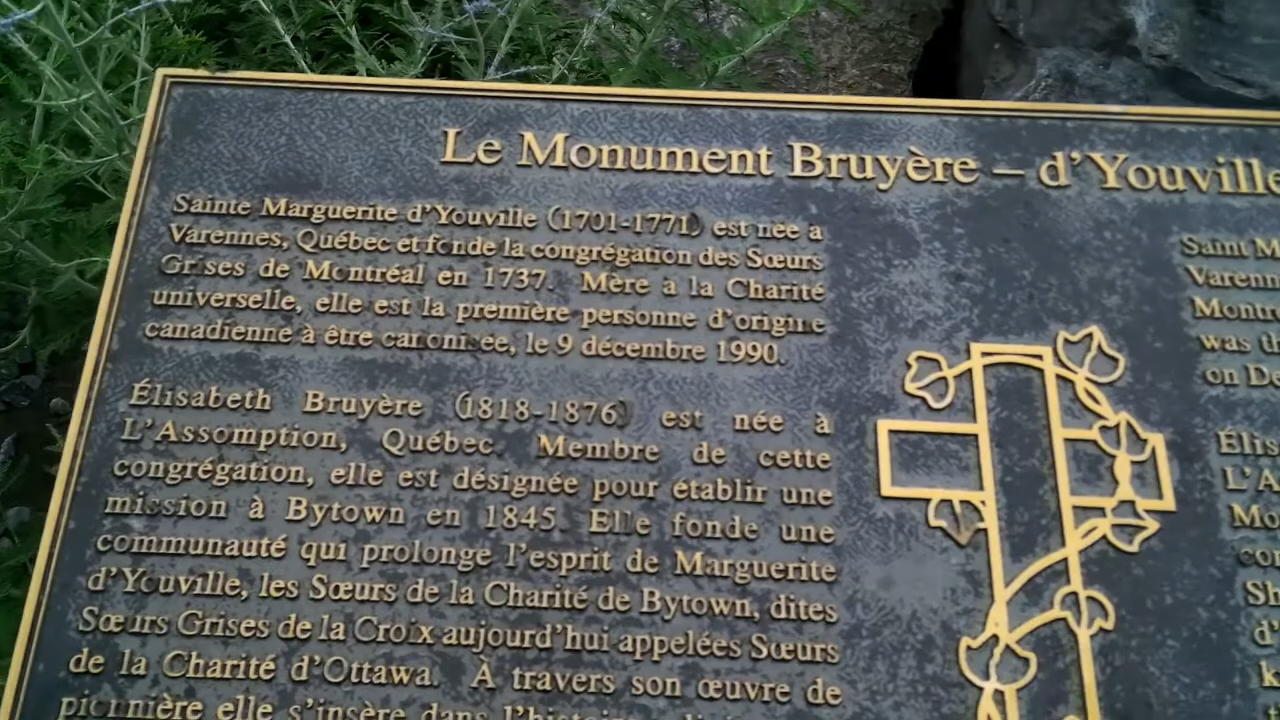 Le Monument Bruyère – d'Youville
Sainte Marguerite d'Youville (1701-1771) est née à
Varennes, Québec et fonde la congrégation des Sœurs
Grises de Montréal en 1737. Mère à la Charité
universelle, elle est la première personne d'origine
canadienne à être canonisée, le 9 décembre 1990.
Élisabeth Bruyère (1818-1876) est née à
L'Assomption, Québec. Membre de cette
congrégation, elle est désignée pour établir une
mission à Bytown en 1845. Elle fonde une
communauté qui prolonge l'esprit de Marguerite
d'Youville, les Sœurs de la Charité de Bytown, dites
Sœurs Grises de la Croix aujourd'hui appelées Sœurs
de la Charité d'Ottawa. À travers son œuvre de
pionnière elle s'insère dans
Saint M
Varenn
Montr
was th
on De
Élis
L'A
Mo
con
Sh
d'
k